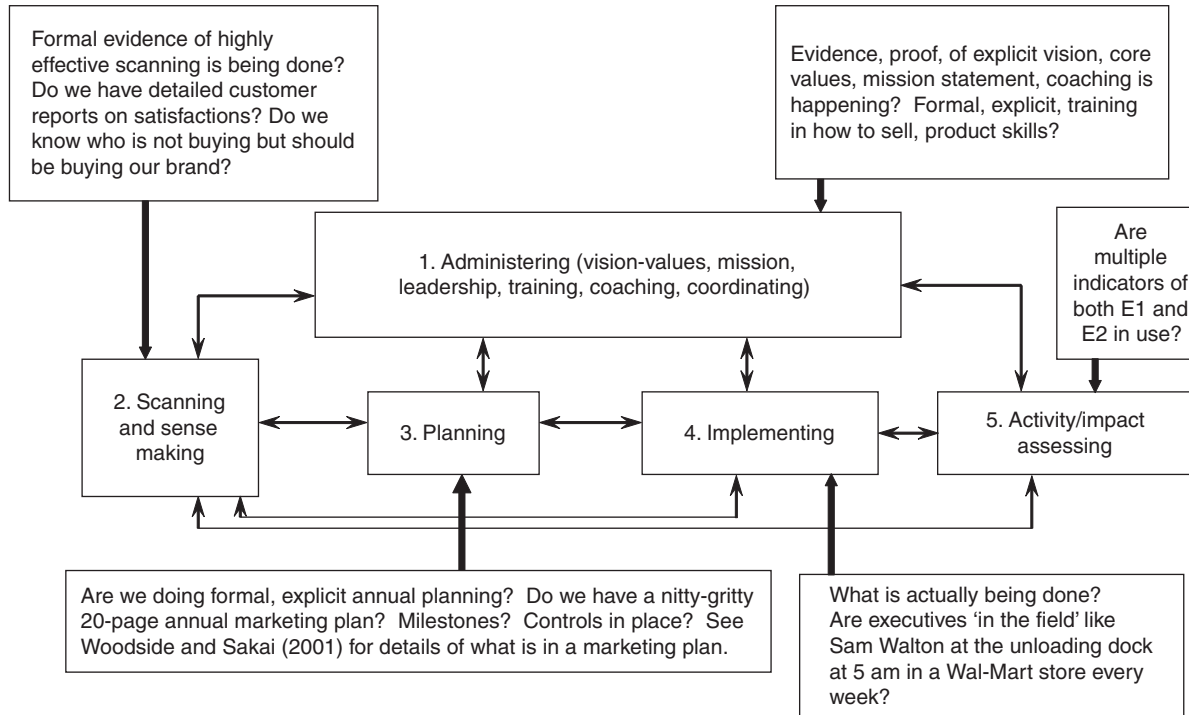 Formal evidence of highly
effective scanning is being done?
Do we have detailed customer
reports on satisfactions? Do we
know who is not buying but should
be buying our brand?
Evidence, proof, of explicit vision, core
values, mission statement, coaching is
happening? Formal, explicit, training
in how to sell, product skills?
1. Administering (vision-values, mission,
leadership, training, coaching, coordinating)
Are
multiple
indicators of
both E1 and
E2 in use?
2. Scanning
and sense
making
3. Planning
4. Implementing
5. Activity/impact
assessing
Are we doing formal, explicit annual planning? Do we have a nitty-gritty
20-page annual marketing plan? Milestones? Controls in place? See
Woodside and Sakai (2001) for details of what is in a marketing plan.
What is actually being done?
Are executives ‘in the field’ like
Sam Walton at the unloading dock
at 5 am in a Wal-Mart store every
week?